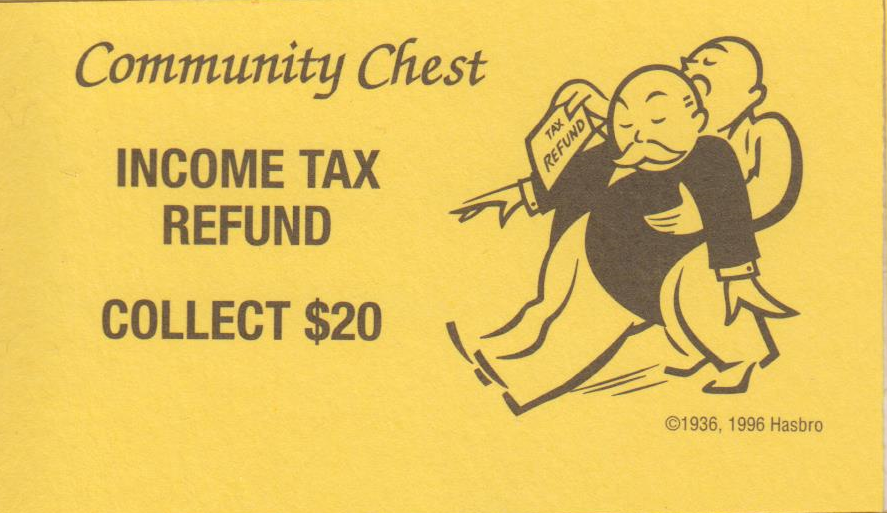 Community Chest
INCOME TAX
REFUND
COLLECT $20
TAX
REFUND
©1936, 1996 Hasbro